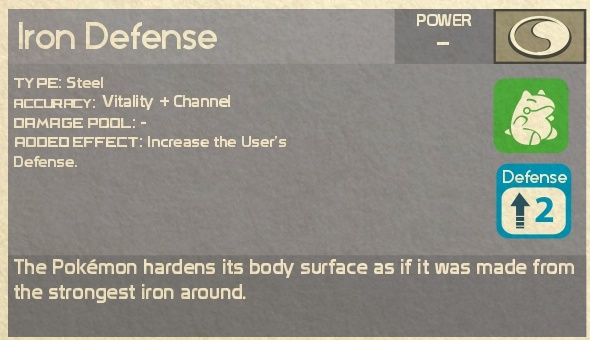 Iron Defense
POWER
–
TYPE: Steel
ACCURACY: Vitality + Channel
DAMAGE POOL: -
ADDED EFFECT: Increase the User's
Defense.
Defense
2
The Pokémon hardens its body surface as if it was made from
the strongest iron around.